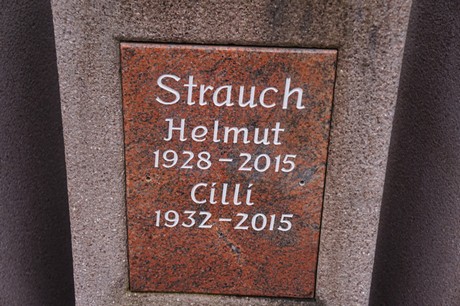 Strauch
Helmut
1928 – 2015
Cilli
1932 – 2015